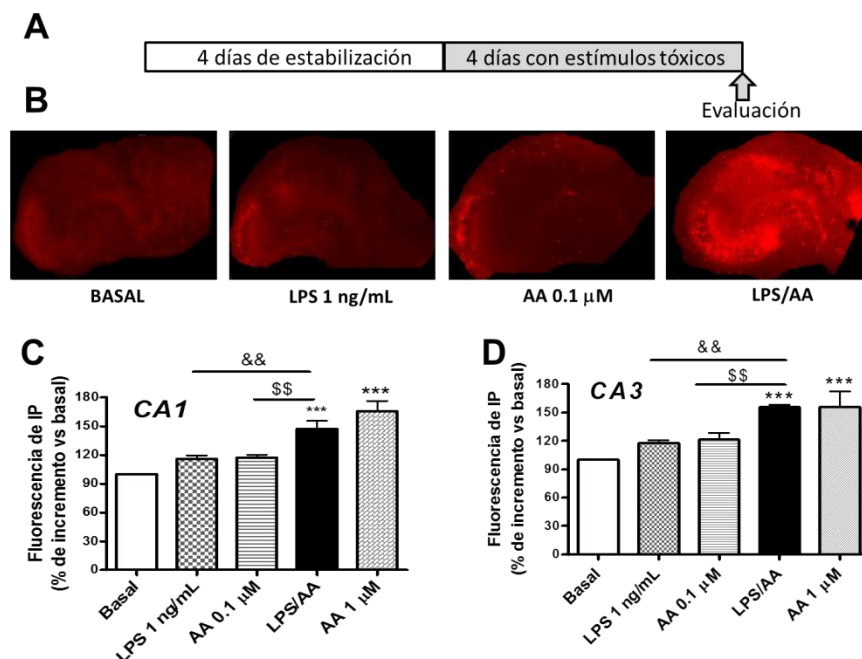 A
4 días de estabilización 4 días con estímulos tóxicos
Evaluación
B
BASAL LPS 1 ng/mL AA 0.1 µM LPS/AA
C
&&
$$
***
***
CA1
Fluorescencia de IP
(% de incremento vs basal)
180
150
120
90
60
30
0
Basal
LPS 1 ng/mL
AA 0.1 µM
LPS/AA
AA 1 µM
D
&&
$$
***
***
CA3
Fluorescencia de IP
(% de incremento vs basal)
180
150
120
90
60
30
0
Basal
LPS 1 ng/mL
AA 0.1 µM
LPS/AA
AA 1 µM